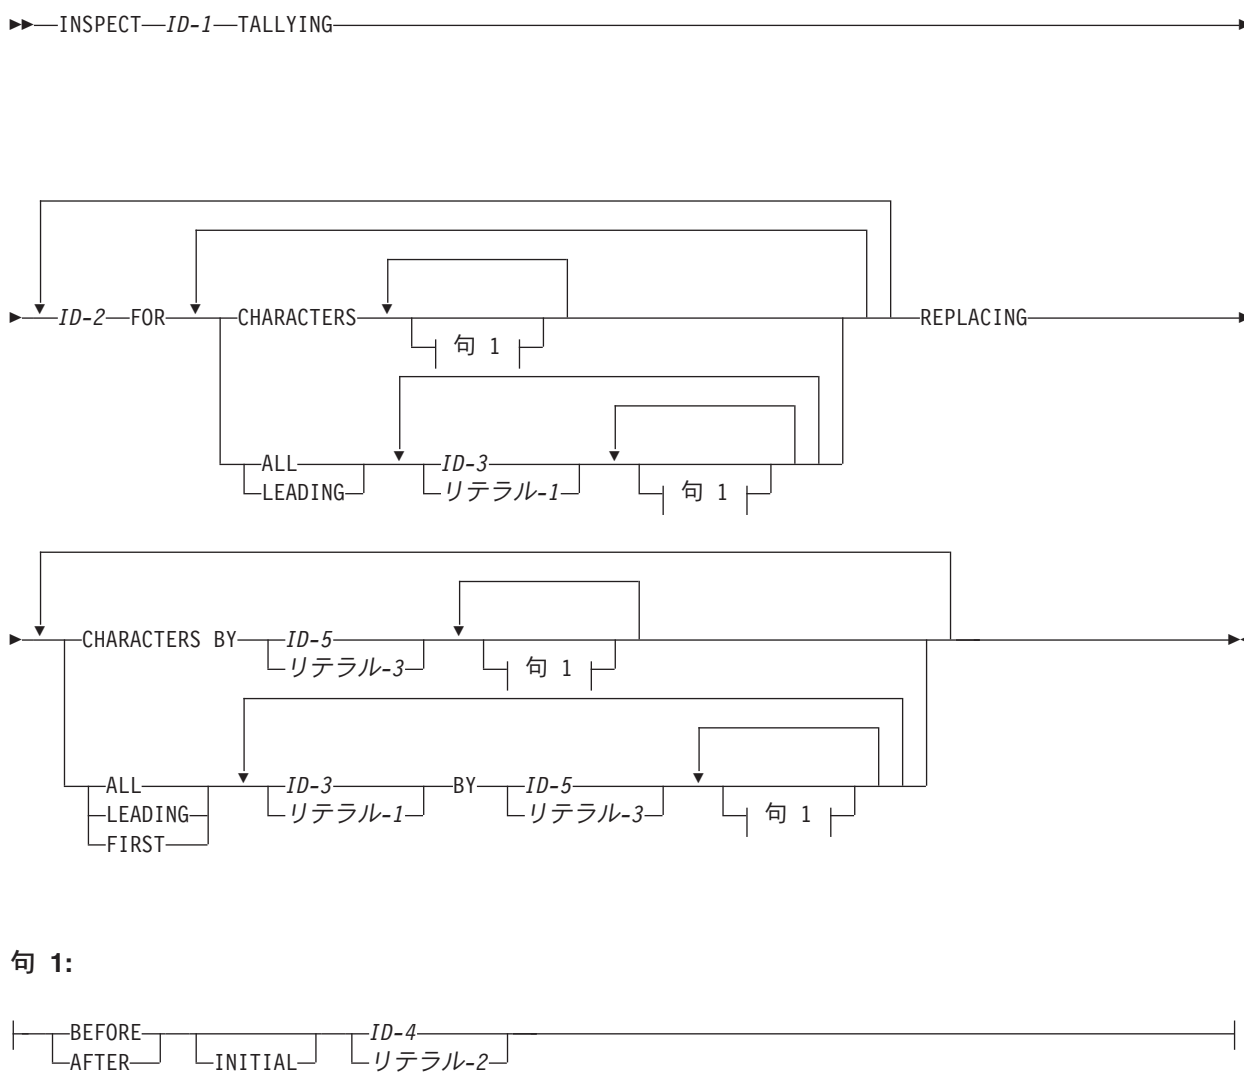 INSPECT ID-1 TALLYING
ID-2 FOR CHARACTERS REPLACING
句 1
ALL ID-3
LEADING リテラル-1 句 1
CHARACTERS BY ID-5
リテラル-3 句 1
ALL ID-3 BY ID-5
LEADING リテラル-1 リテラル-3 句 1
FIRST
句 1:
BEFORE ID-4
AFTER INITIAL リテラル-2